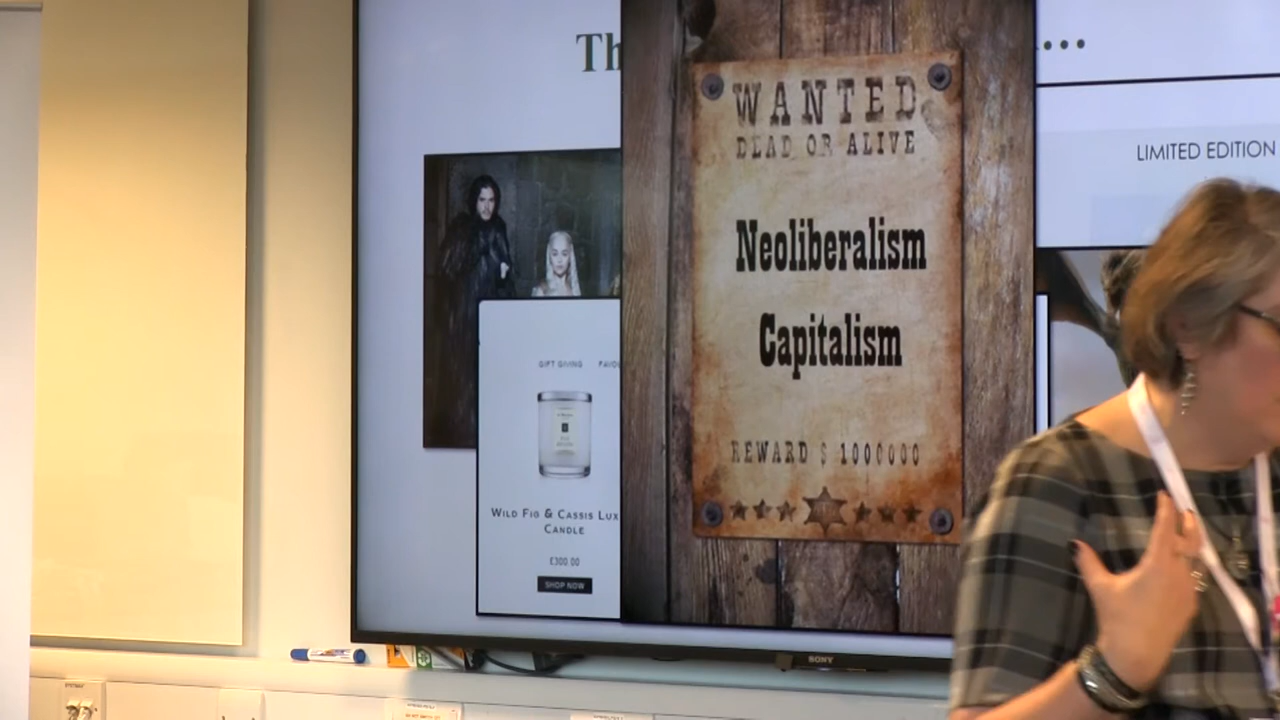 Th
...
WANTED
DEAD OR ALIVE
Neoliberalism
Capitalism
REWARD $ 1000000
LIMITED EDITION
GIFT GIVING
WILD FIG & CASSIS LUX
CANDLE
£300.00
SHOP NOW
SONY